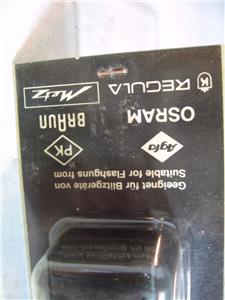 Geeignet für Blitzgeräte von
Suitable for Flashguns from
Agfa PK
OSRAM BRAUN
K REGULA Metz